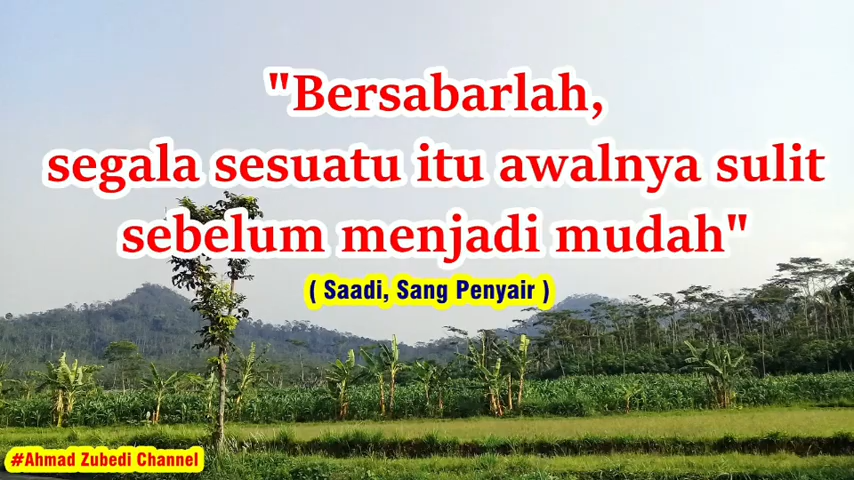 "Bersabarlah,
segala sesuatu itu awalnya sulit
sebelum menjadi mudah"
( Saadi, Sang Penyair )
#Ahmad Zubedi Channel